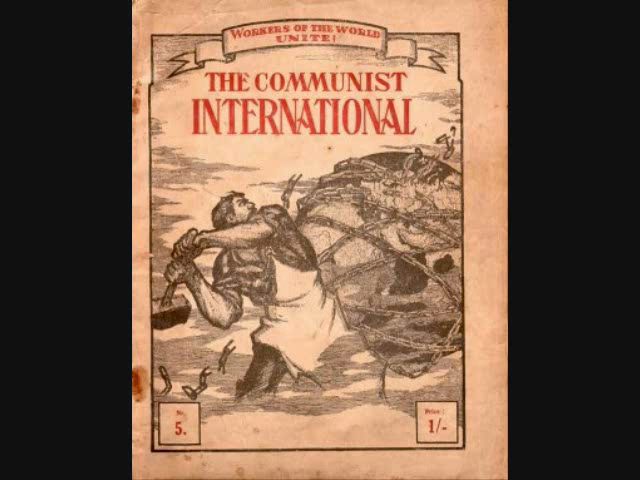 WORKERS OF THE WORLD
UNITE!
THE COMMUNIST
INTERNATIONAL
No.
5.
Price:
1/-